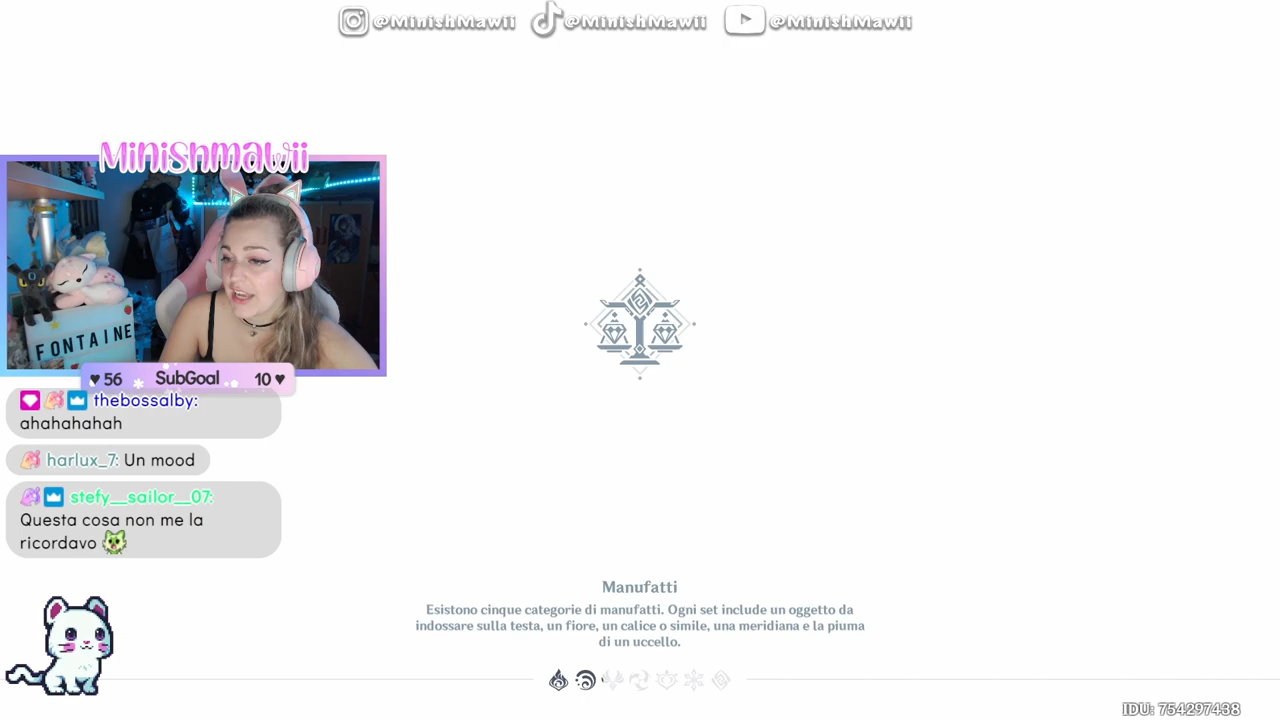 @MinishMawii @MinishMawii @MinishMawii
MiniShmawii
FONTAINE
♥ 56 SubGoal 10 ♥
thebossalby:
ahahahahah
harlux_7: Un mood
stefy__sailor__07:
Questa cosa non me la
ricordavo
Manufatti
Esistono cinque categorie di manufatti. Ogni set include un oggetto da
indossare sulla testa, un fiore, un calice o simile, una meridiana e la piuma
di un uccello.
IDU: 754297438